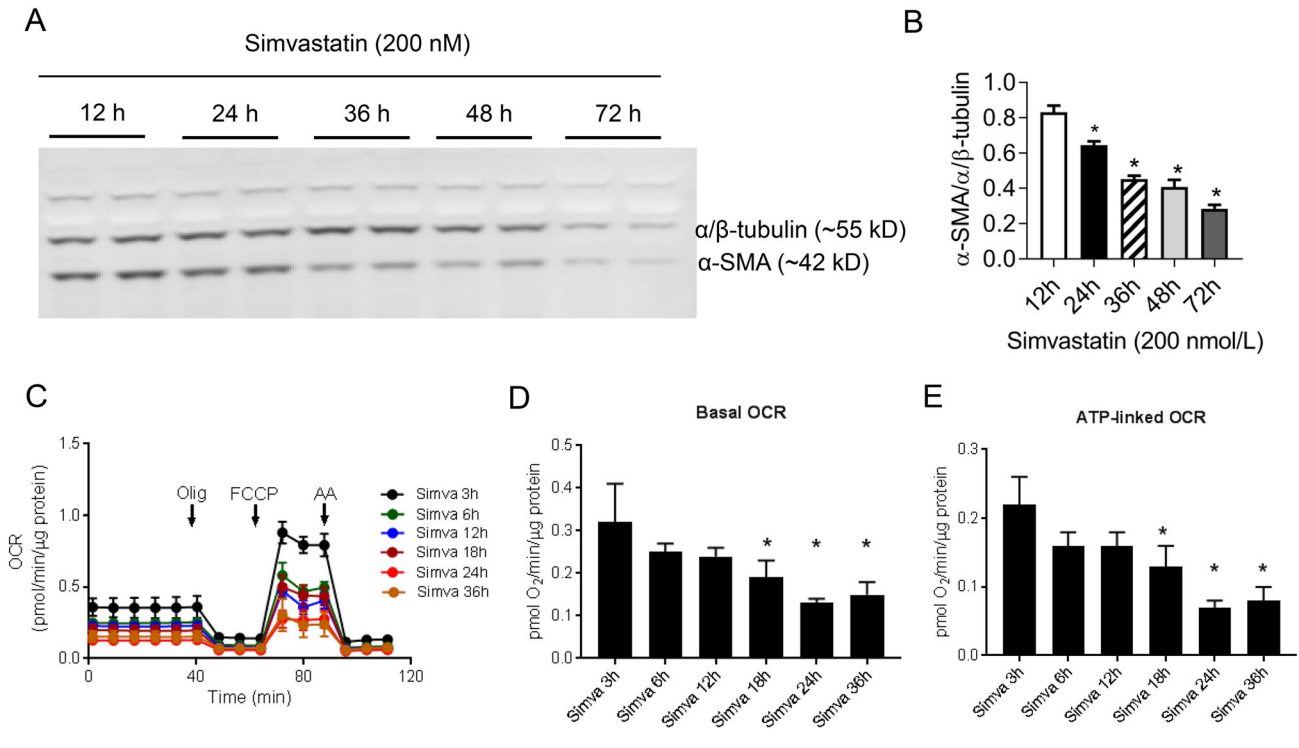 A
Simvastatin (200 nM)
12 h
24 h
36 h
48 h
72 h
α/β-tubulin (~55 kD)
α-SMA (~42 kD)
B
α-SMA/α/β-tubulin
1.0
0.8
0.6
0.4
0.2
0.0
*
*
*
*
12h
24h
36h
48h
72h
Simvastatin (200 nmol/L)
C
OCR
(pmol/min/µg protein)
1.5
1.0
0.5
0.0
Olig
FCCP
AA
0
40
80
120
Time (min)
Simva 3h
Simva 6h
Simva 12h
Simva 18h
Simva 24h
Simva 36h
D
Basal OCR
pmol O₂/min/µg protein
0.5
0.4
0.3
0.2
0.1
0.0
*
*
*
Simva 3h
Simva 6h
Simva 12h
Simva 18h
Simva 24h
Simva 36h
E
ATP-linked OCR
pmol O₂/min/µg protein
0.3
0.2
0.1
0.0
*
*
*
Simva 3h
Simva 6h
Simva 12h
Simva 18h
Simva 24h
Simva 36h